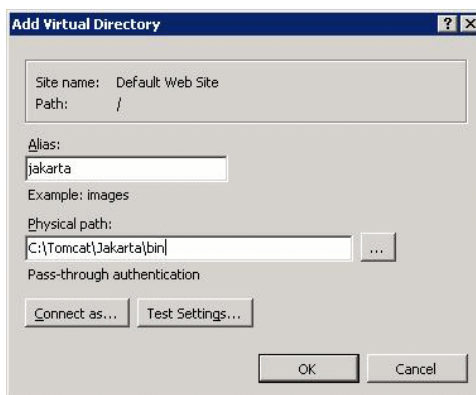 Add Virtual Directory
Site name: Default Web Site
Path: /
Alias:
jakarta
Example: images
Physical path:
C:\Tomcat\Jakarta\bin
...
Pass-through authentication
Connect as... Test Settings...
OK Cancel